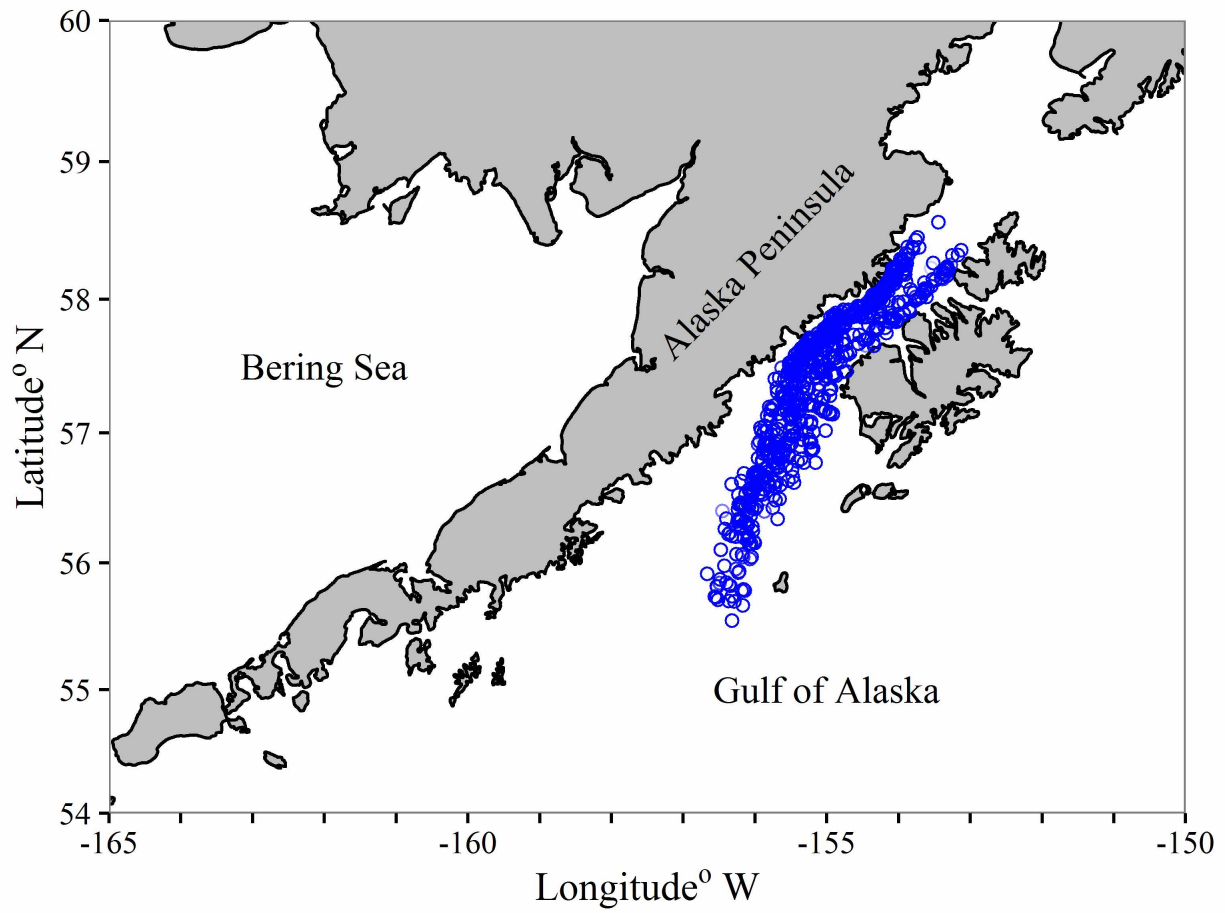 60
59
58
57
56
55
54
Latitude° N
Alaska Peninsula
Bering Sea
Gulf of Alaska
-165
-160
-155
-150
Longitude° W